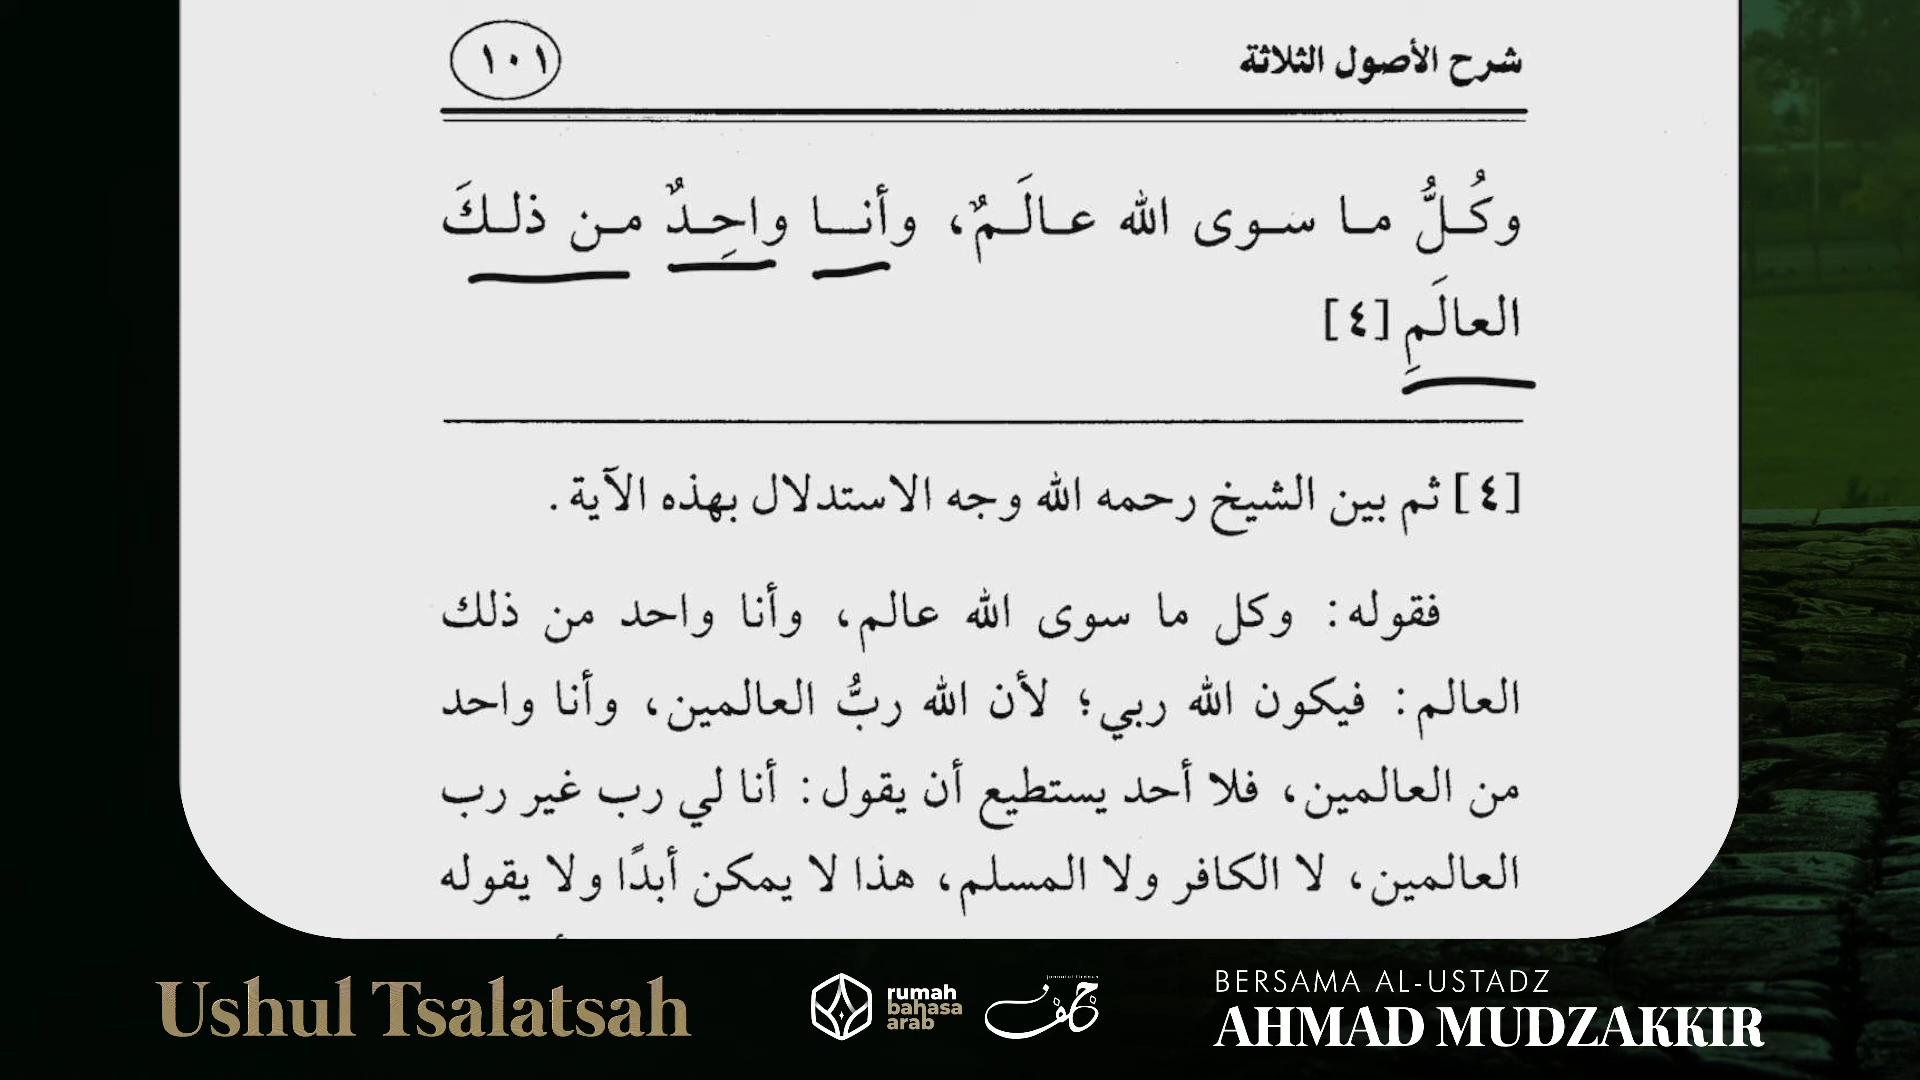 شرح الأصول الثلاثة
١٠١
وكُلُّ ما سوى الله عالَمٌ، وأنا واحِدٌ من ذلكَ
العالَمِ [٤]
[٤] ثم بين الشيخ رحمه الله وجه الاستدلال بهذه الآية.
فقوله: وكل ما سوى الله عالم، وأنا واحد من ذلك
العالم: فيكون الله ربي؛ لأن الله ربُّ العالمين، وأنا واحد
من العالمين، فلا أحد يستطيع أن يقول: أنا لي رب غير رب
العالمين، لا الكافر ولا المسلم، هذا لا يمكن أبدًا ولا يقوله
Ushul Tsalatsah
rumah
bahasa
arab
BERSAMA AL-USTADZ
AHMAD MUDZAKKIR